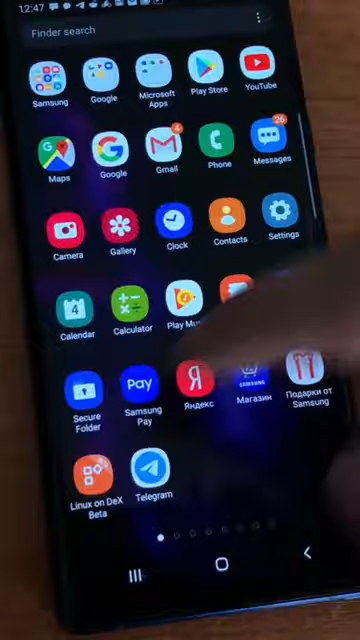 12:47
Finder search
Samsung
Google
Microsoft
Apps
Play Store
YouTube
Maps
Google
4
Gmail
Phone
26
Messages
Camera
Gallery
Clock
Contacts
Settings
4
Calendar
Calculator
Play Mu
Secure
Folder
Pay
Samsung
Pay
Я
Яндекс
SAMSUNG
Магазин
Подарки от
Samsung
Linux on DeX
Beta
Telegram